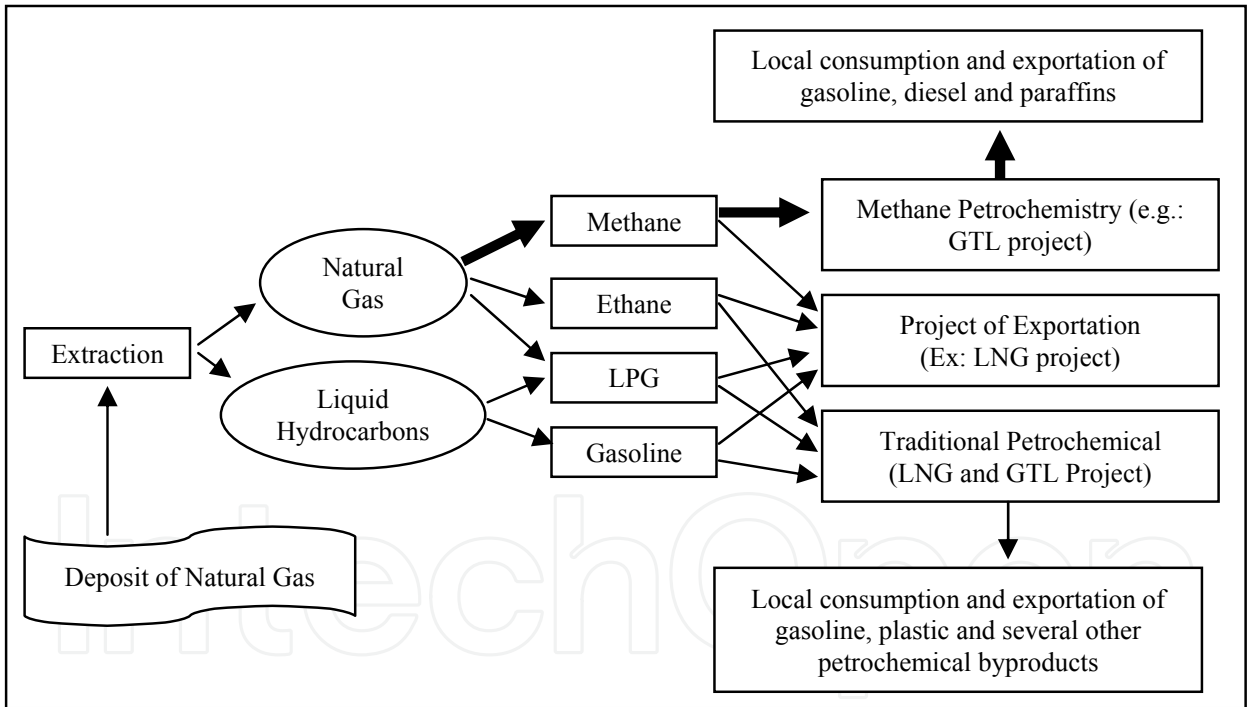 Local consumption and exportation of
gasoline, diesel and paraffins
Methane Petrochemistry (e.g.:
GTL project)
Methane
Natural
Gas
Ethane
Project of Exportation
(Ex: LNG project)
Extraction
LPG
Liquid
Hydrocarbons
Gasoline
Traditional Petrochemical
(LNG and GTL Project)
Deposit of Natural Gas
Local consumption and exportation of
gasoline, plastic and several other
petrochemical byproducts
IntechOpen